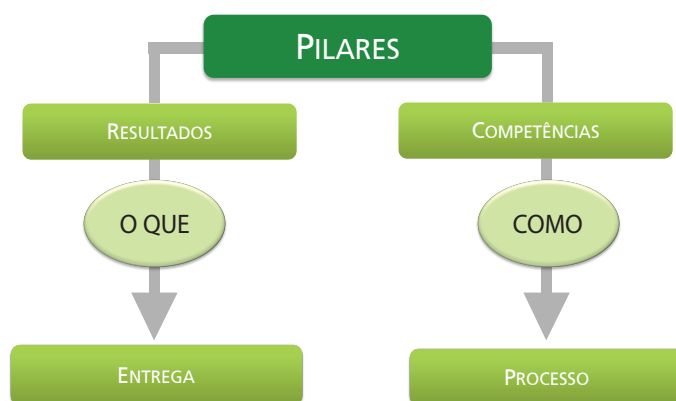 PILARES
RESULTADOS
COMPETÊNCIAS
O QUE
COMO
ENTREGA
PROCESSO